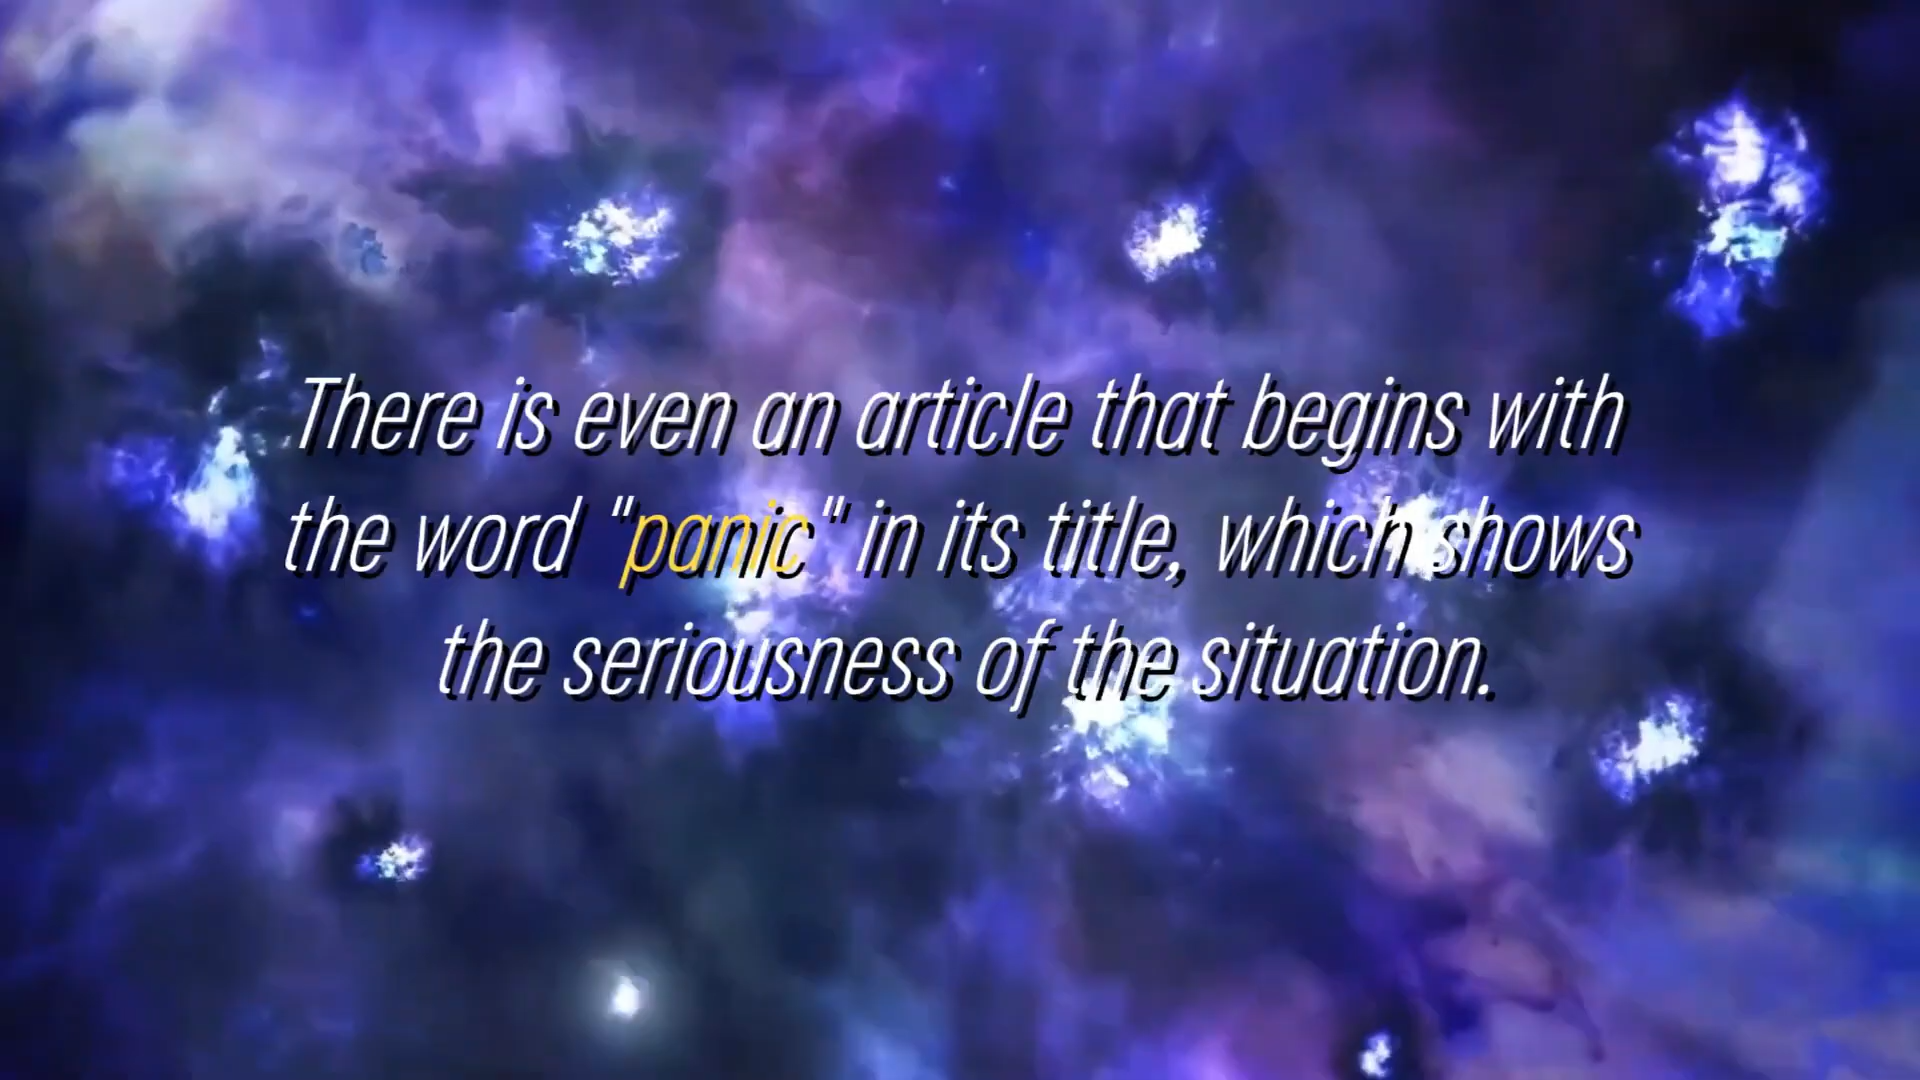 There is even an article that begins with
the word "panic" in its title, which shows
the seriousness of the situation.